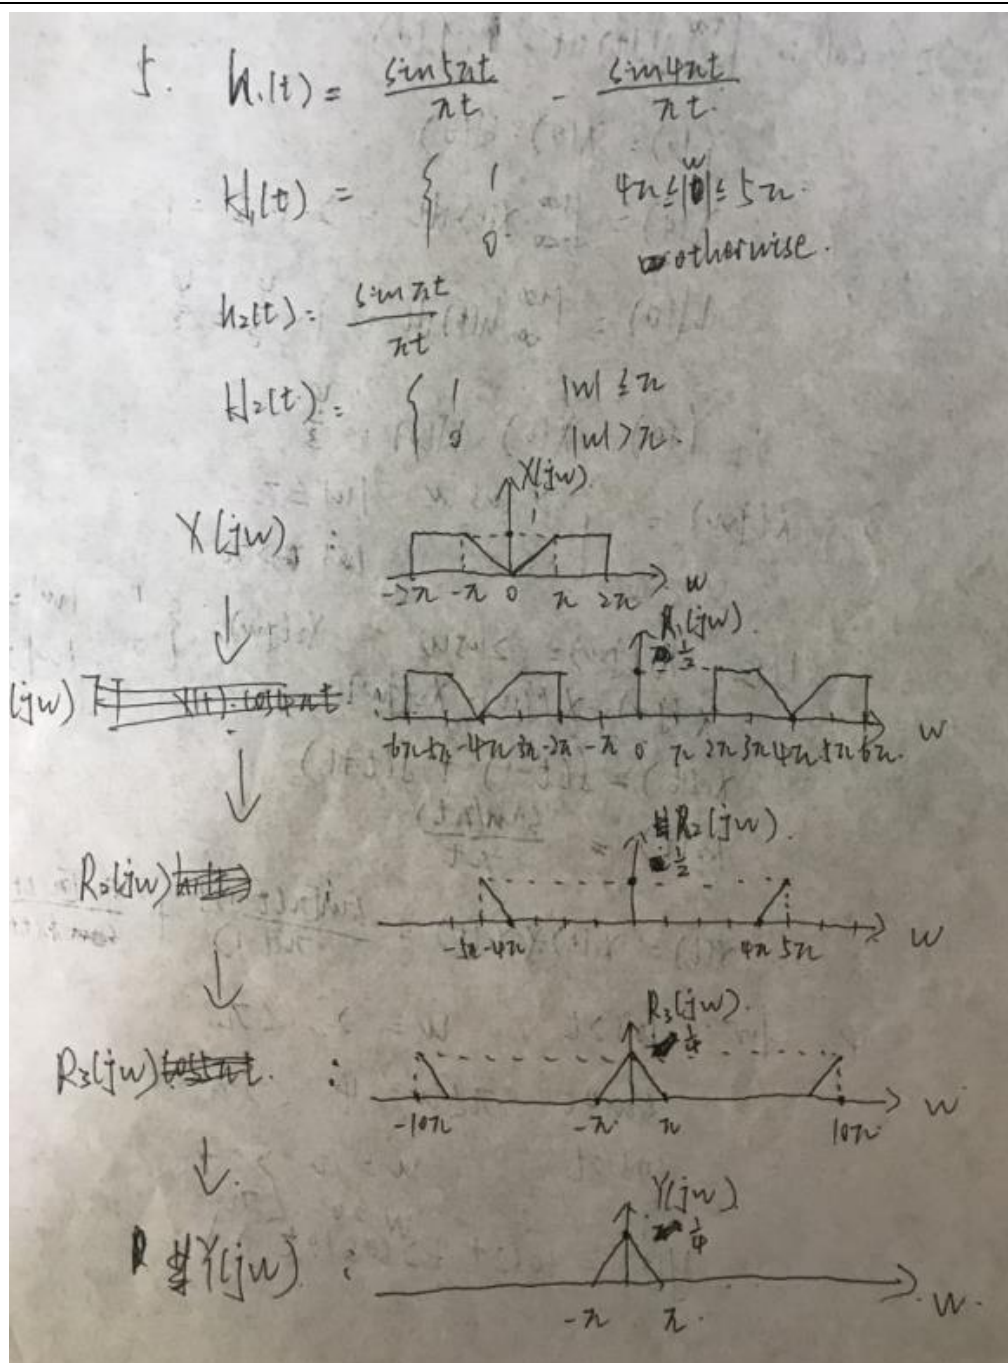 5. h₁(t) = sin5πt/πt - sin4πt/πt.
H₁(t) = { 1 4π≤|w|≤5π.
0 otherwise.
h₂(t) = sinπt/πt
H₂(t) = { 1 |w| ≤ π
0 |w| > π.
X(jw) : X(jw). 1
-2π -π 0 π 2π w
(jw) : R₁(jw). 1/2
-6π -5π -4π -3π -2π -π 0 π 2π 3π 4π 5π 6π. w
R₂(jw) R₂(jw). 1/2
-5π -4π 4π 5π w
R₃(jw) : R₃(jw). 1/4
-10π -π π 10π w
Y(jw) : Y(jw) 1/4
-π π. w.